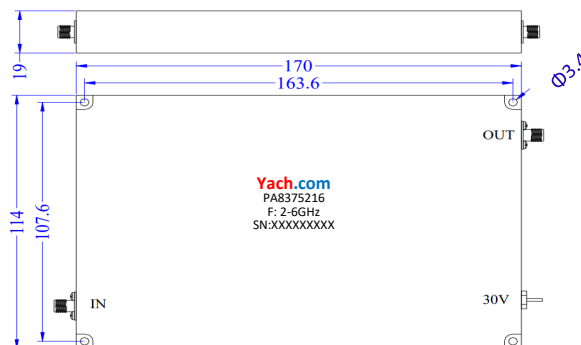 19
170
163.6
Φ3.4
OUT
Yach.com
PA8375216
F: 2-6GHz
SN:XXXXXXXXX
114
107.6
IN
30V